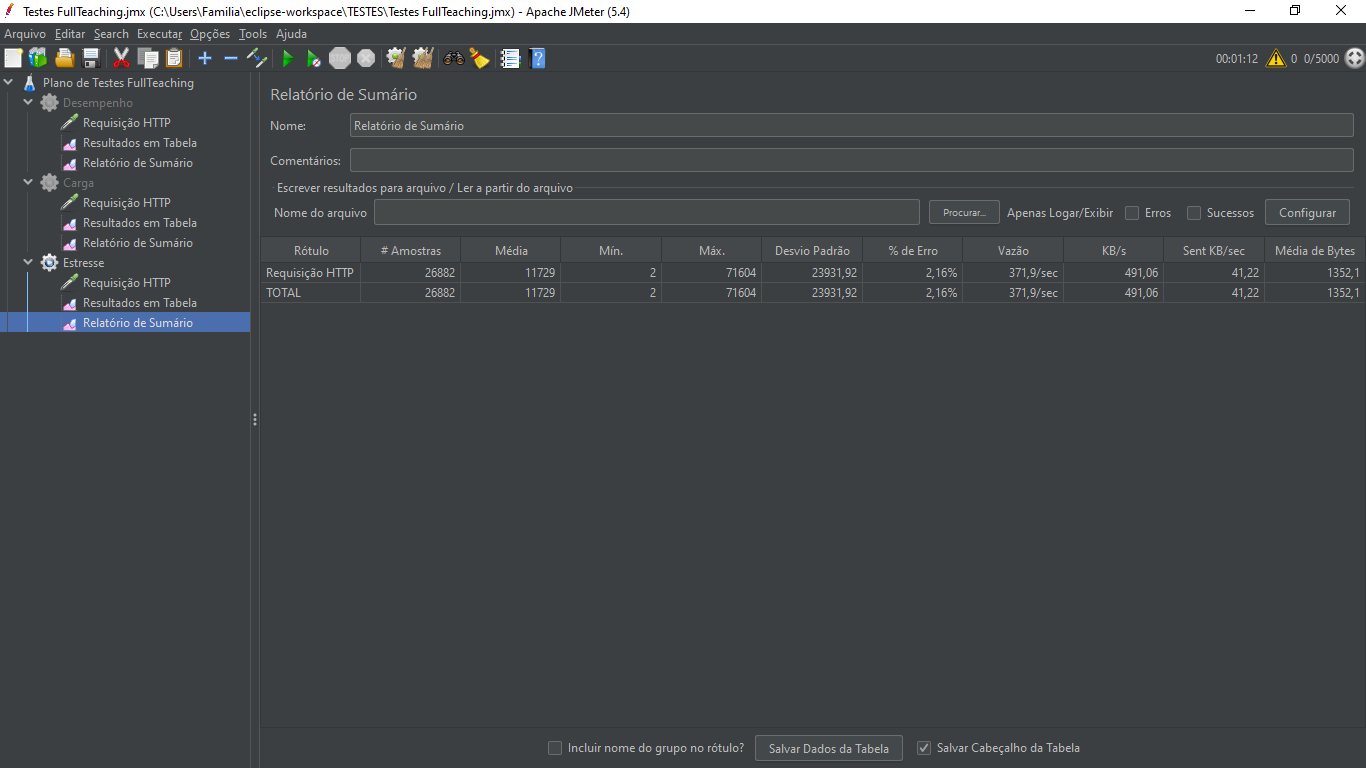 Testes FullTeaching.jmx (C:\Users\Familia\eclipse-workspace\TESTES\Testes FullTeaching.jmx) - Apache JMeter (5.4)
Arquivo Editar Search Executar Opções Tools Ajuda
00:01:12 0 0/5000
Plano de Testes FullTeaching
Desempenho
Requisição HTTP
Resultados em Tabela
Relatório de Sumário
Carga
Requisição HTTP
Resultados em Tabela
Relatório de Sumário
Estresse
Requisição HTTP
Resultados em Tabela
Relatório de Sumário
Relatório de Sumário
Nome: Relatório de Sumário
Comentários:
Escrever resultados para arquivo / Ler a partir do arquivo
Nome do arquivo Procurar... Apenas Logar/Exibir Erros Sucessos Configurar
Rótulo # Amostras Média Mín. Máx. Desvio Padrão % de Erro Vazão KB/s Sent KB/sec Média de Bytes
Requisição HTTP 26882 11729 2 71604 23931,92 2,16% 371,9/sec 491,06 41,22 1352,1
TOTAL 26882 11729 2 71604 23931,92 2,16% 371,9/sec 491,06 41,22 1352,1
Incluir nome do grupo no rótulo? Salvar Dados da Tabela Salvar Cabeçalho da Tabela